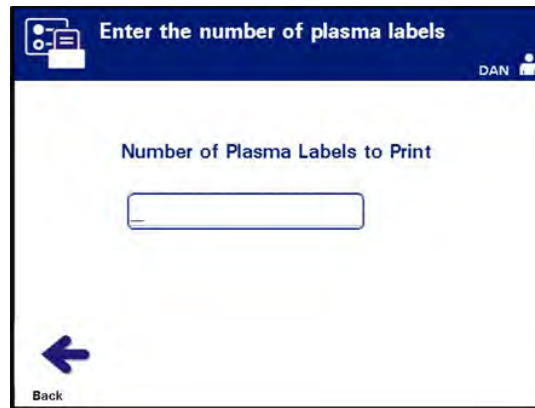 Enter the number of plasma labels
DAN
Number of Plasma Labels to Print
_
Back